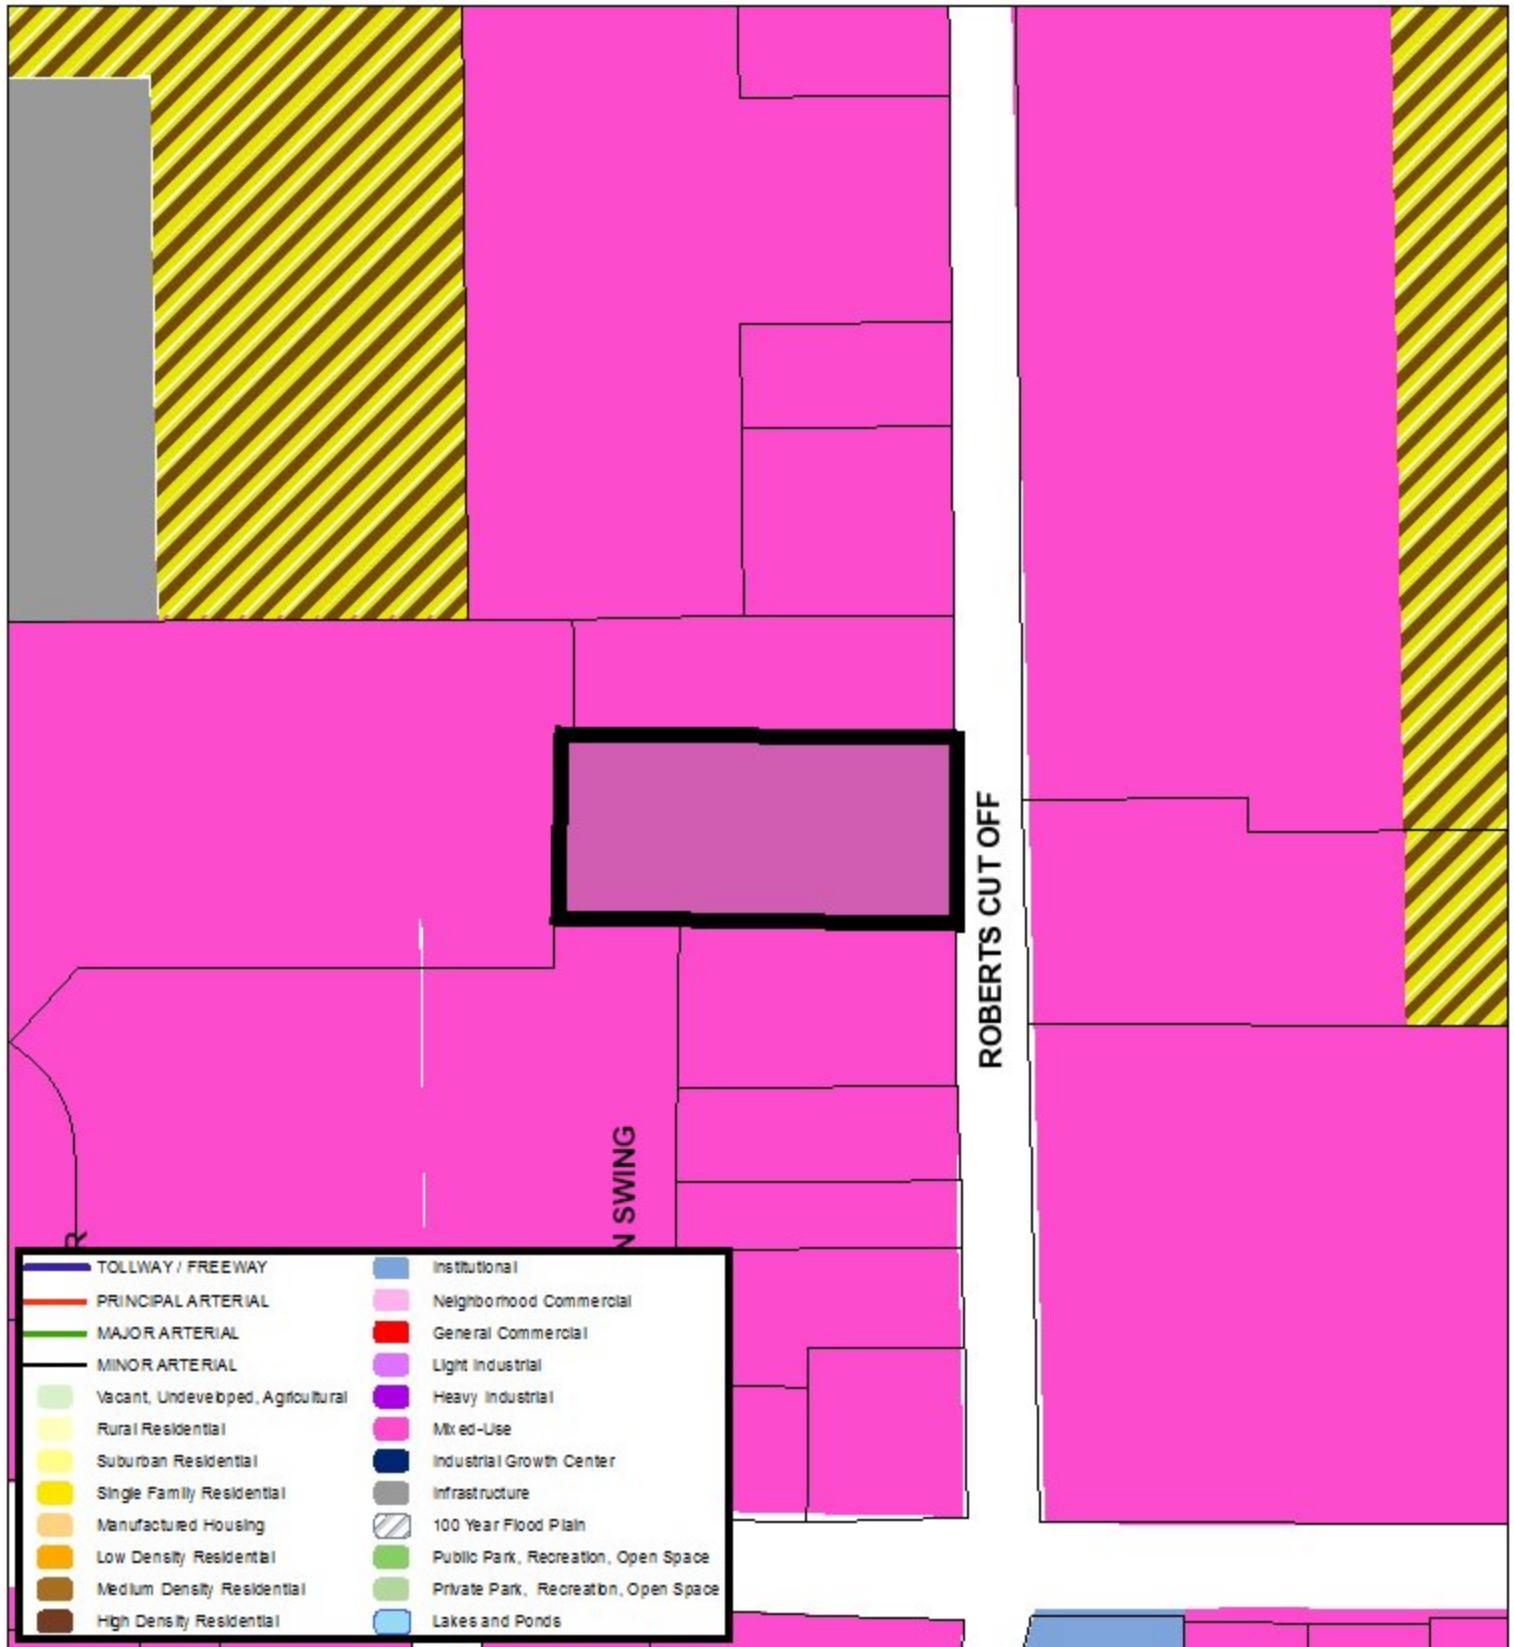 ROBERTS CUT OFF
N SWING
R
TOLLWAY / FREEWAY
PRINCIPAL ARTERIAL
MAJOR ARTERIAL
MINOR ARTERIAL
Vacant, Undeveloped, Agricultural
Rural Residential
Suburban Residential
Single Family Residential
Manufactured Housing
Low Density Residential
Medium Density Residential
High Density Residential
Institutional
Neighborhood Commercial
General Commercial
Light Industrial
Heavy Industrial
Mixed-Use
Industrial Growth Center
Infrastructure
100 Year Flood Plain
Public Park, Recreation, Open Space
Private Park, Recreation, Open Space
Lakes and Ponds